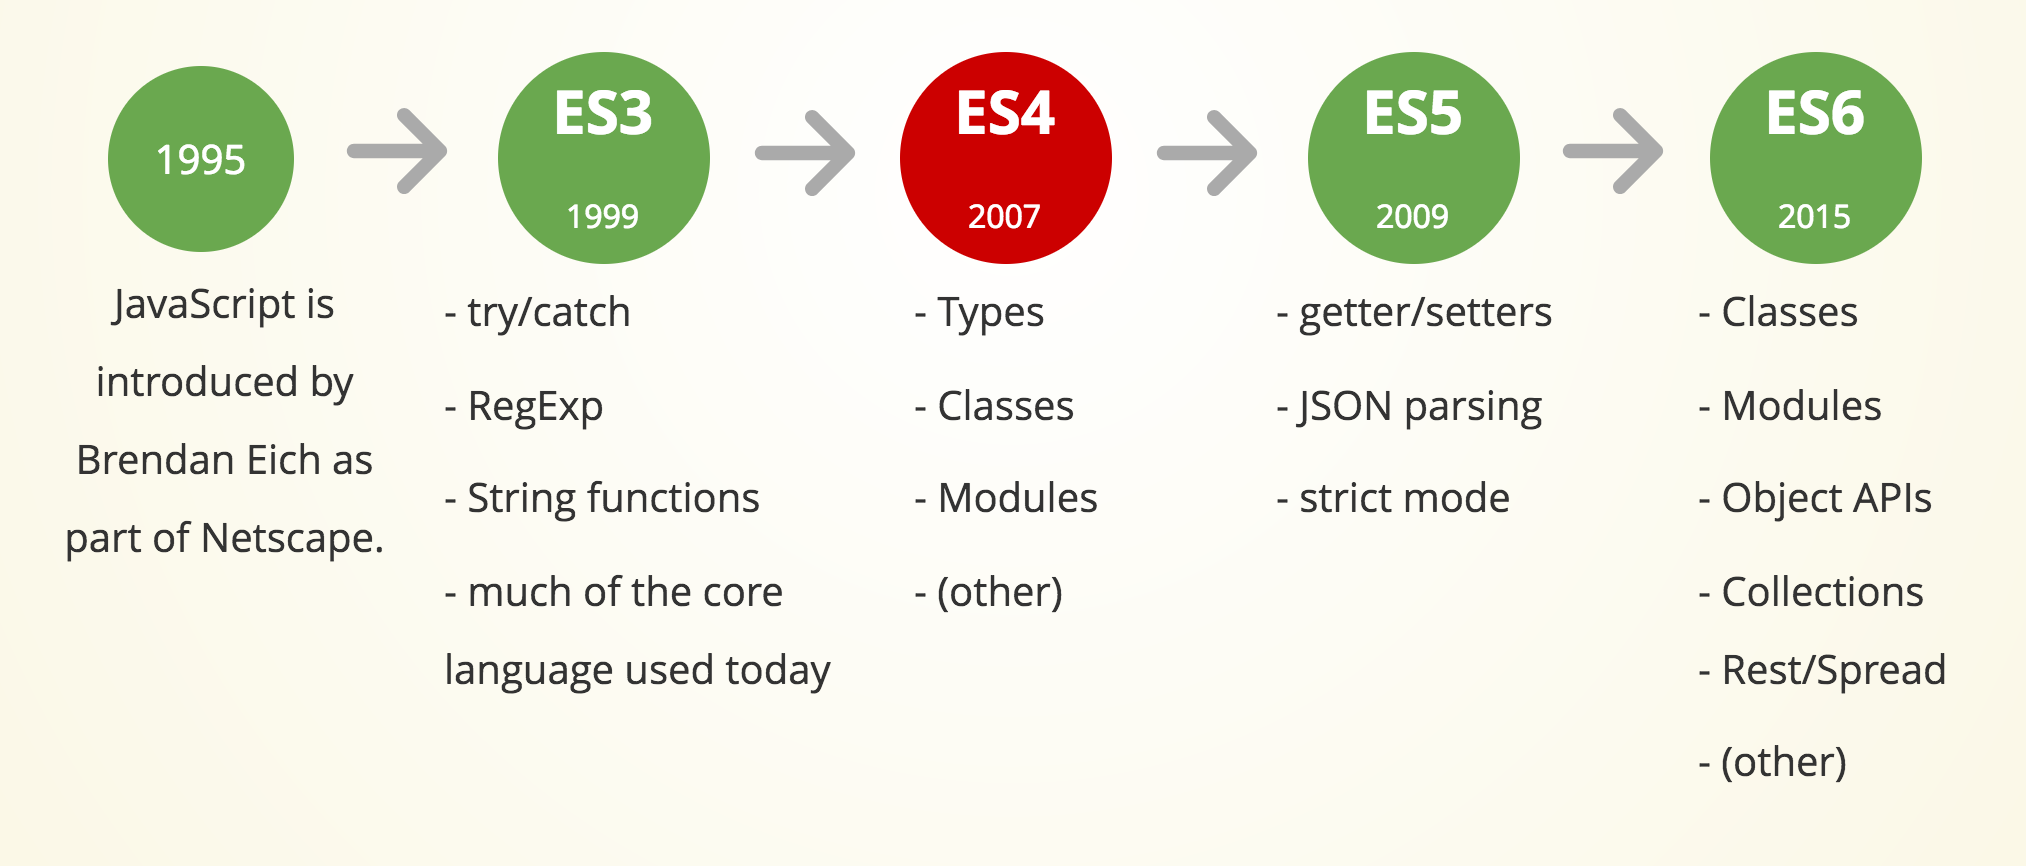 1995
JavaScript is
introduced by
Brendan Eich as
part of Netscape.
ES3
1999
- try/catch
- RegExp
- String functions
- much of the core
language used today
ES4
2007
- Types
- Classes
- Modules
- (other)
ES5
2009
- getter/setters
- JSON parsing
- strict mode
ES6
2015
- Classes
- Modules
- Object APIs
- Collections
- Rest/Spread
- (other)